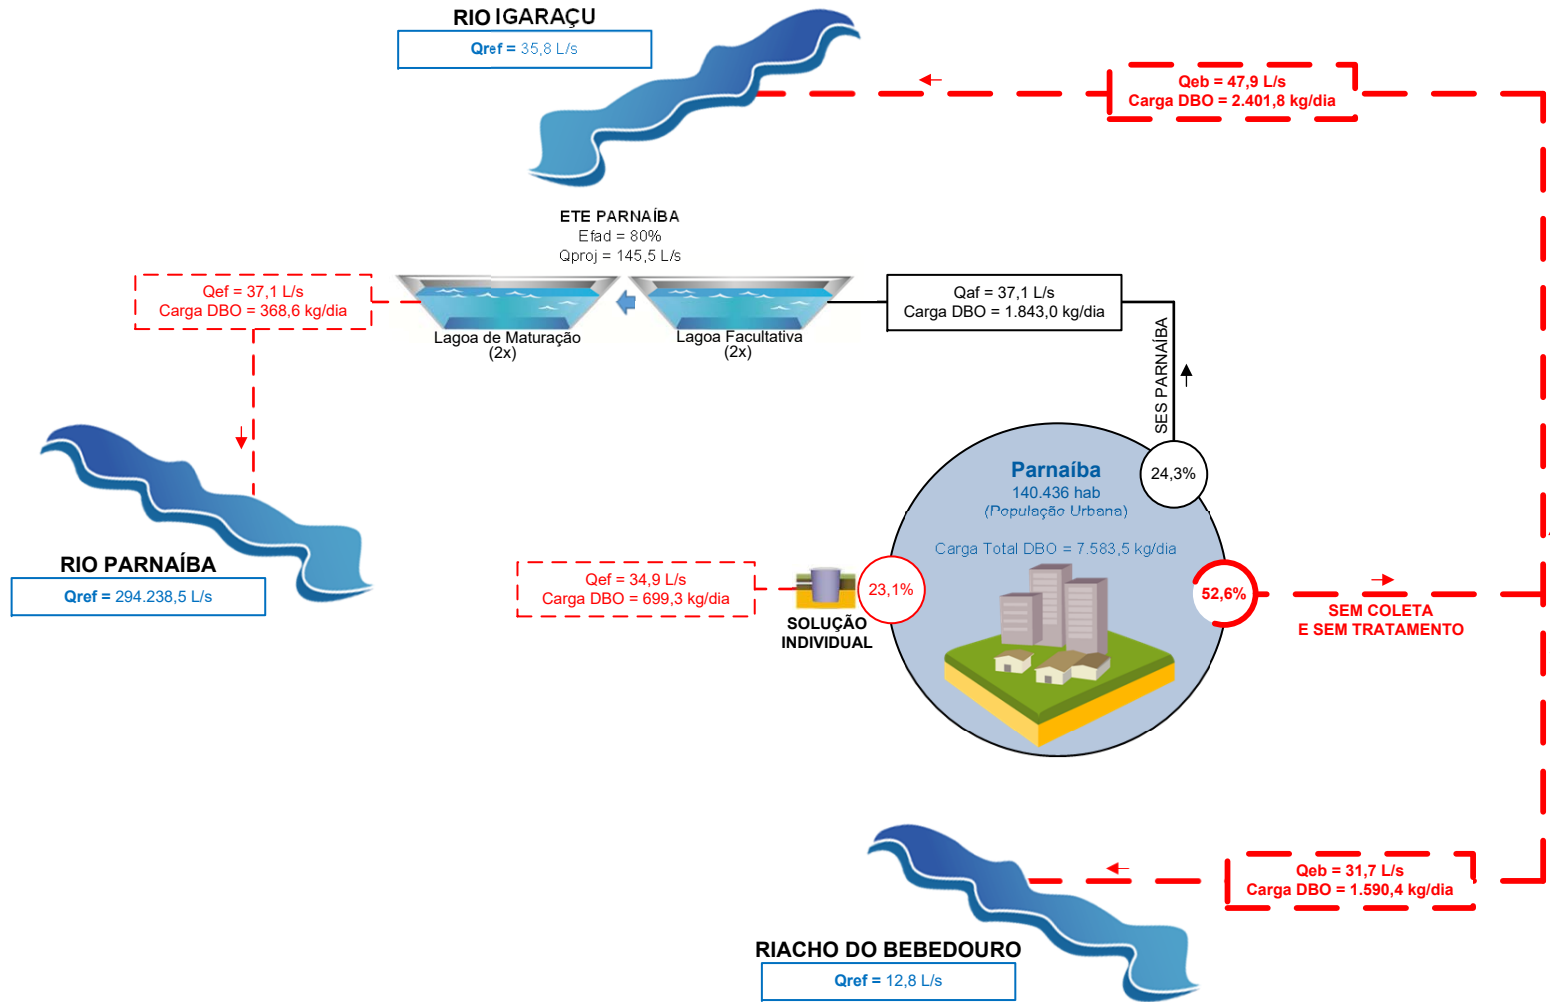 RIO IGARAÇU
Qref = 35,8 L/s
Qeb = 47,9 L/s
Carga DBO = 2.401,8 kg/dia
ETE PARNAÍBA
Efad = 80%
Qproj = 145,5 L/s
Qef = 37,1 L/s
Carga DBO = 368,6 kg/dia
Lagoa de Maturação
(2x)
Lagoa Facultativa
(2x)
Qaf = 37,1 L/s
Carga DBO = 1.843,0 kg/dia
SES PARNAÍBA
24,3%
Parnaíba
140.436 hab
(População Urbana)
Carga Total DBO = 7.583,5 kg/dia
RIO PARNAÍBA
Qref = 294.238,5 L/s
Qef = 34,9 L/s
Carga DBO = 699,3 kg/dia
SOLUÇÃO
INDIVIDUAL
23,1%
52,6%
SEM COLETA
E SEM TRATAMENTO
Qeb = 31,7 L/s
Carga DBO = 1.590,4 kg/dia
RIACHO DO BEBEDOURO
Qref = 12,8 L/s